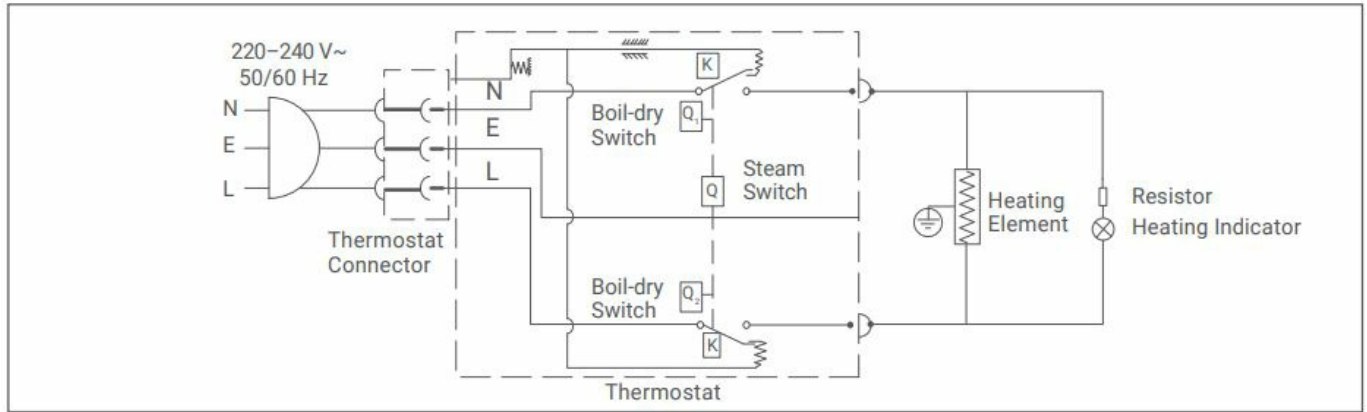 220–240 V~
50/60 Hz
N
E
L
Thermostat
Connector
N
E
L
K
Boil-dry
Switch
Q₁
Steam
Switch
Q
Boil-dry
Switch
Q₂
K
Thermostat
Heating
Element
Resistor
Heating Indicator